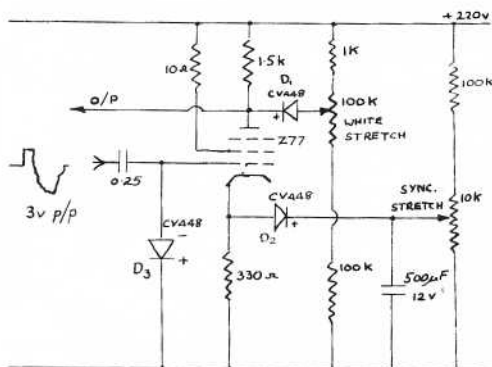 + 220v
10Ω
1.5k
1K
100K
D1
CV448
+
O/P
100K
WHITE
STRETCH
Z77
0.25
3v p/p
CV448
-
+
D3
CV448
+
D2
SYNC.
STRETCH
10K
330Ω
100K
500µF
12V